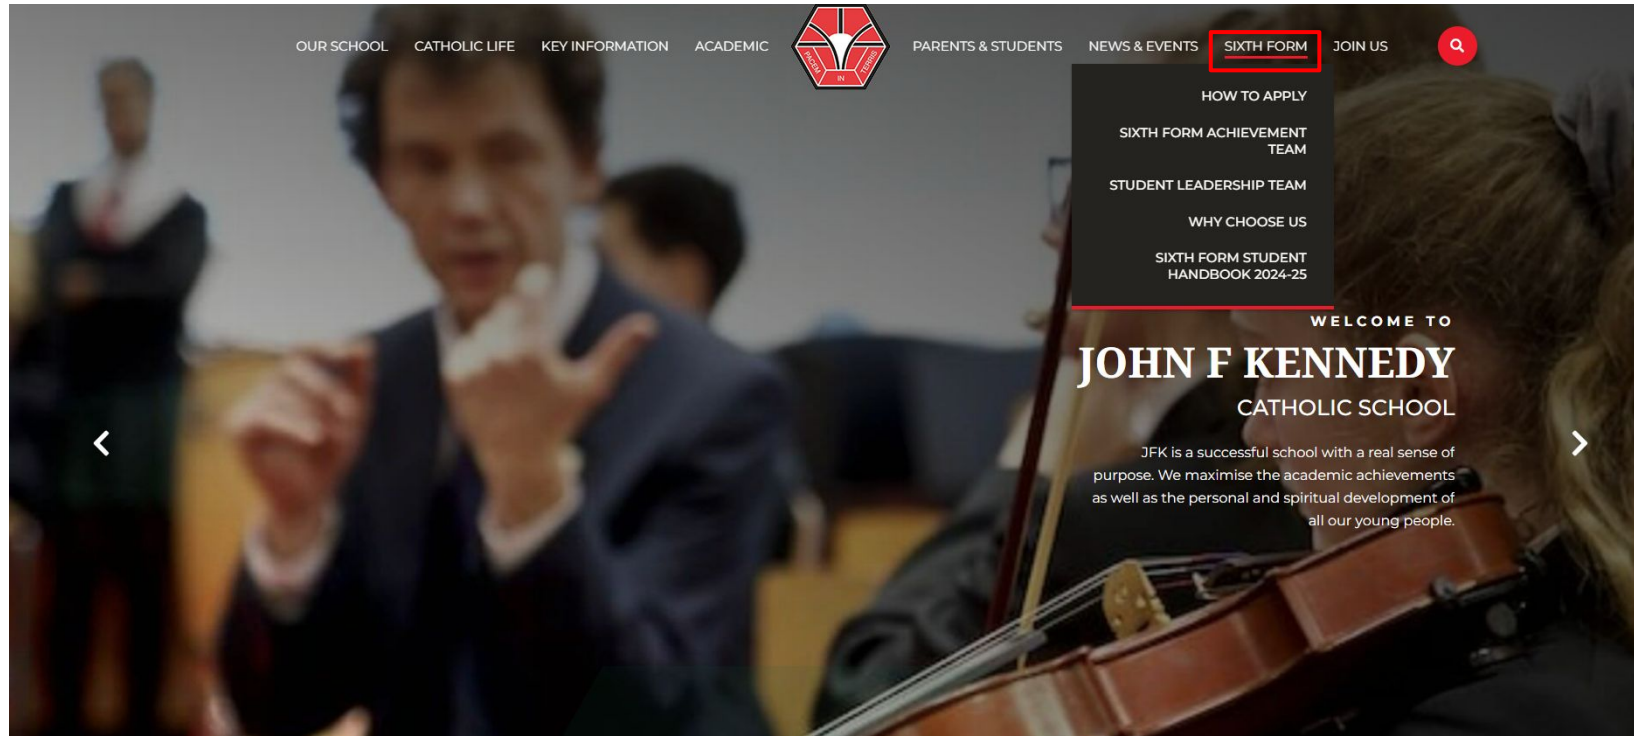 OUR SCHOOL CATHOLIC LIFE KEY INFORMATION ACADEMIC PARENTS & STUDENTS NEWS & EVENTS SIXTH FORM JOIN US
PACEM IN TERRIS
HOW TO APPLY
SIXTH FORM ACHIEVEMENT
TEAM
STUDENT LEADERSHIP TEAM
WHY CHOOSE US
SIXTH FORM STUDENT
HANDBOOK 2024-25
WELCOME TO
JOHN F KENNEDY
CATHOLIC SCHOOL
JFK is a successful school with a real sense of
purpose. We maximise the academic achievements
as well as the personal and spiritual development of
all our young people.